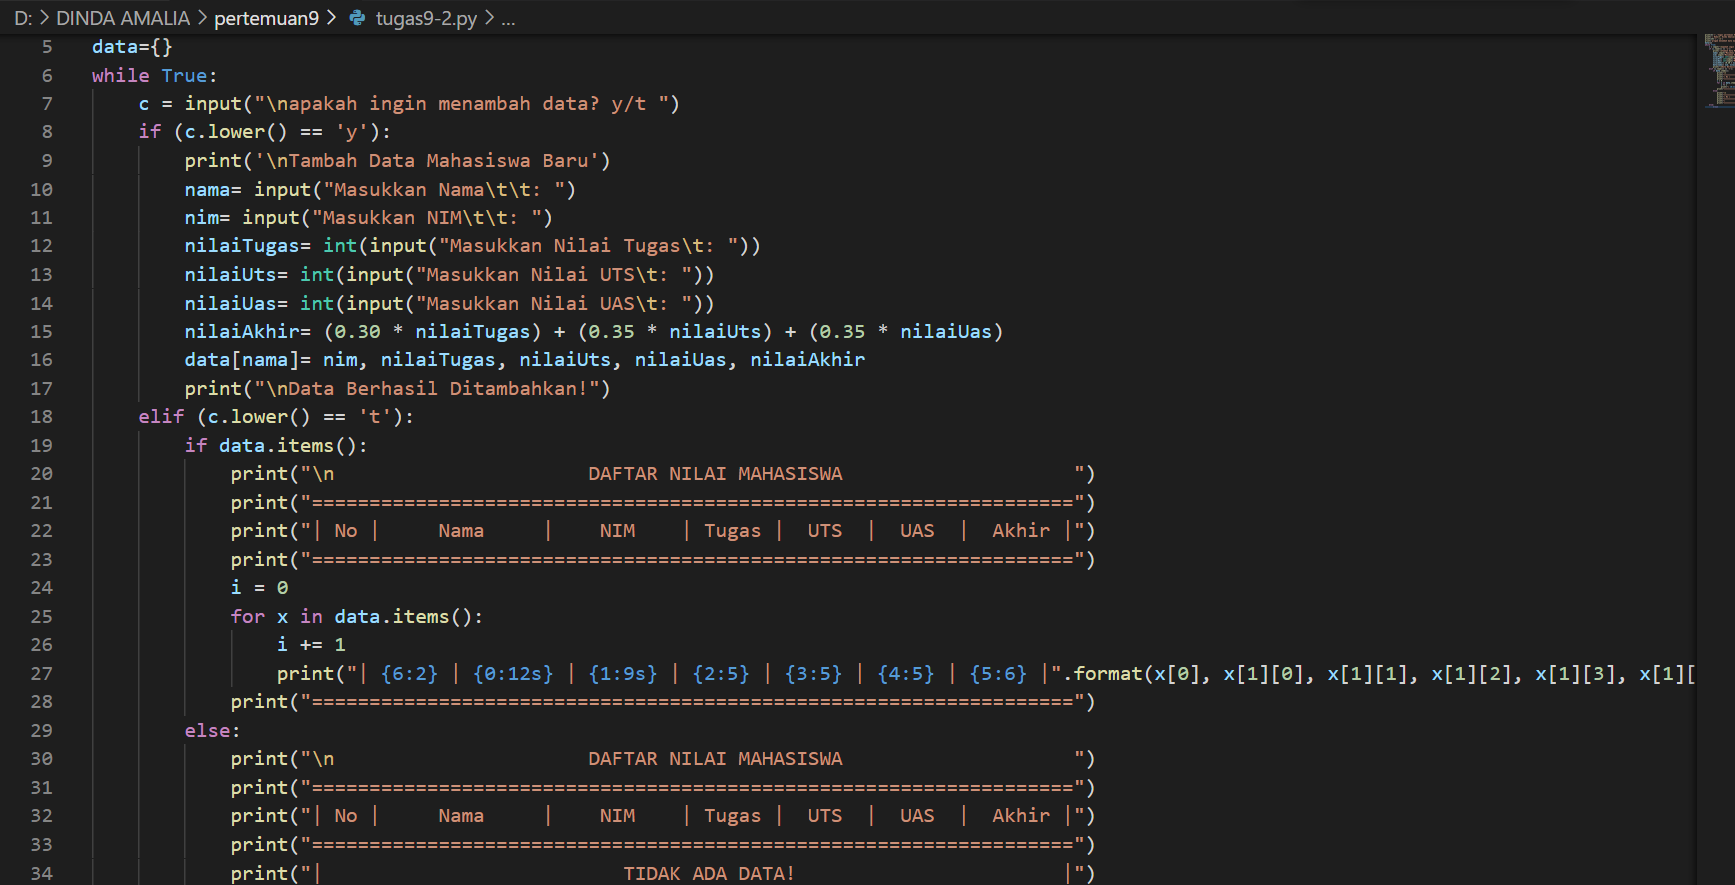 D: > DINDA AMALIA > pertemuan9 > tugas9-2.py > ...
5 data={}
6 while True:
7     c = input("\napakah ingin menambah data? y/t ")
8     if (c.lower() == 'y'):
9         print('\nTambah Data Mahasiswa Baru')
10         nama= input("Masukkan Nama\t\t: ")
11         nim= input("Masukkan NIM\t\t: ")
12         nilaiTugas= int(input("Masukkan Nilai Tugas\t: "))
13         nilaiUts= int(input("Masukkan Nilai UTS\t: "))
14         nilaiUas= int(input("Masukkan Nilai UAS\t: "))
15         nilaiAkhir= (0.30 * nilaiTugas) + (0.35 * nilaiUts) + (0.35 * nilaiUas)
16         data[nama]= nim, nilaiTugas, nilaiUts, nilaiUas, nilaiAkhir
17         print("\nData Berhasil Ditambahkan!")
18     elif (c.lower() == 't'):
19         if data.items():
20             print("\n                      DAFTAR NILAI MAHASISWA                    ")
21             print("==================================================================")
22             print("| No |     Nama     |    NIM    | Tugas |  UTS  |  UAS  |  Akhir |")
23             print("==================================================================")
24             i = 0
25             for x in data.items():
26                 i += 1
27                 print("| {6:2} | {0:12s} | {1:9s} | {2:5} | {3:5} | {4:5} | {5:6} |".format(x[0], x[1][0], x[1][1], x[1][2], x[1][3], x[1][
28             print("==================================================================")
29         else:
30             print("\n                      DAFTAR NILAI MAHASISWA                    ")
31             print("==================================================================")
32             print("| No |     Nama     |    NIM    | Tugas |  UTS  |  UAS  |  Akhir |")
33             print("==================================================================")
34             print("|                          TIDAK ADA DATA!                       |")